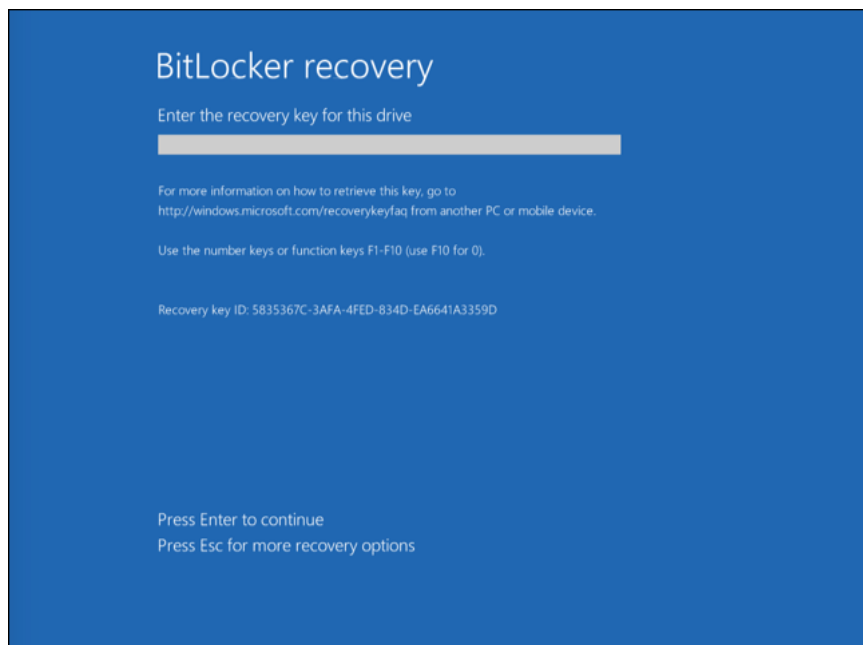 BitLocker recovery
Enter the recovery key for this drive
For more information on how to retrieve this key, go to
http://windows.microsoft.com/recoverykeyfaq from another PC or mobile device.
Use the number keys or function keys F1-F10 (use F10 for 0).
Recovery key ID: 5835367C-3AFA-4FED-834D-EA6641A3359D
Press Enter to continue
Press Esc for more recovery options